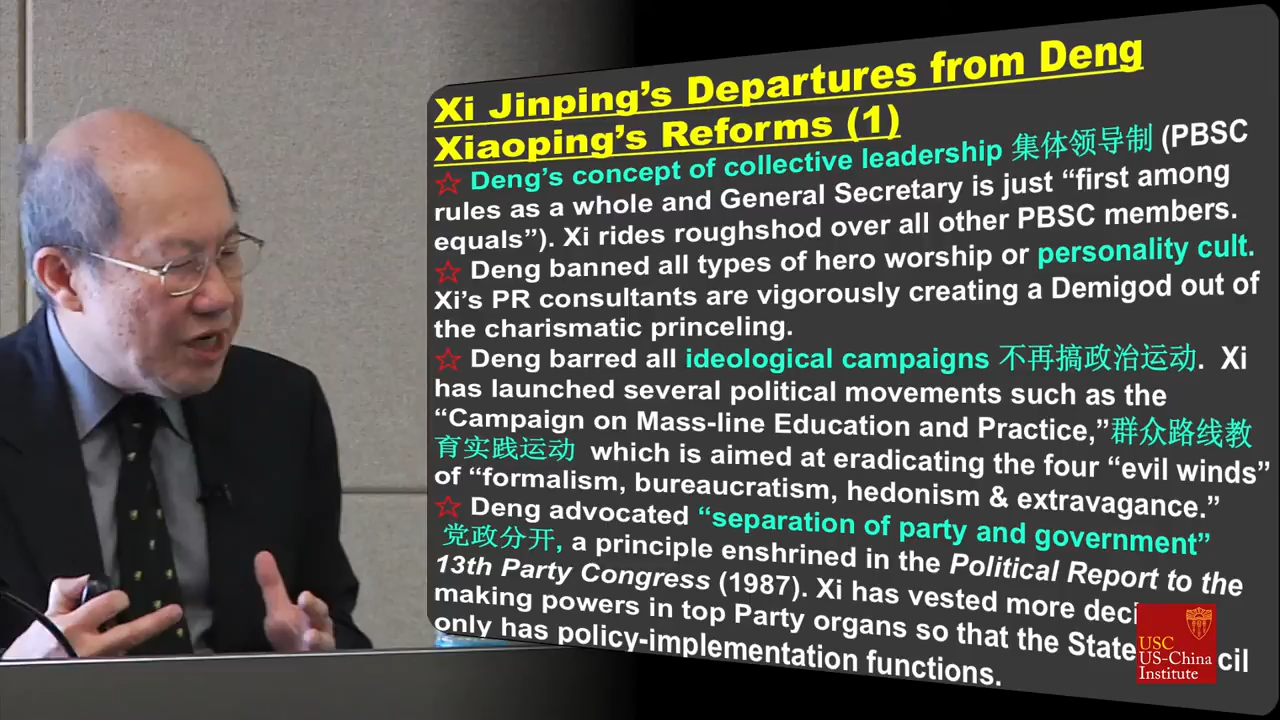 Xi Jinping’s Departures from Deng
Xiaoping’s Reforms (1)
☆ Deng’s concept of collective leadership 集体领导制 (PBSC
rules as a whole and General Secretary is just “first among
equals”). Xi rides roughshod over all other PBSC members.
☆ Deng banned all types of hero worship or personality cult.
Xi’s PR consultants are vigorously creating a Demigod out of
the charismatic princeling.
☆ Deng barred all ideological campaigns 不再搞政治运动. Xi
has launched several political movements such as the
“Campaign on Mass-line Education and Practice,”群众路线教
育实践运动 which is aimed at eradicating the four “evil winds”
of “formalism, bureaucratism, hedonism & extravagance.”
☆ Deng advocated “separation of party and government”
党政分开, a principle enshrined in the Political Report to the
13th Party Congress (1987). Xi has vested more
making powers in top Party organs so that the State
only has policy-implementation functions.
USC
US-China
Institute